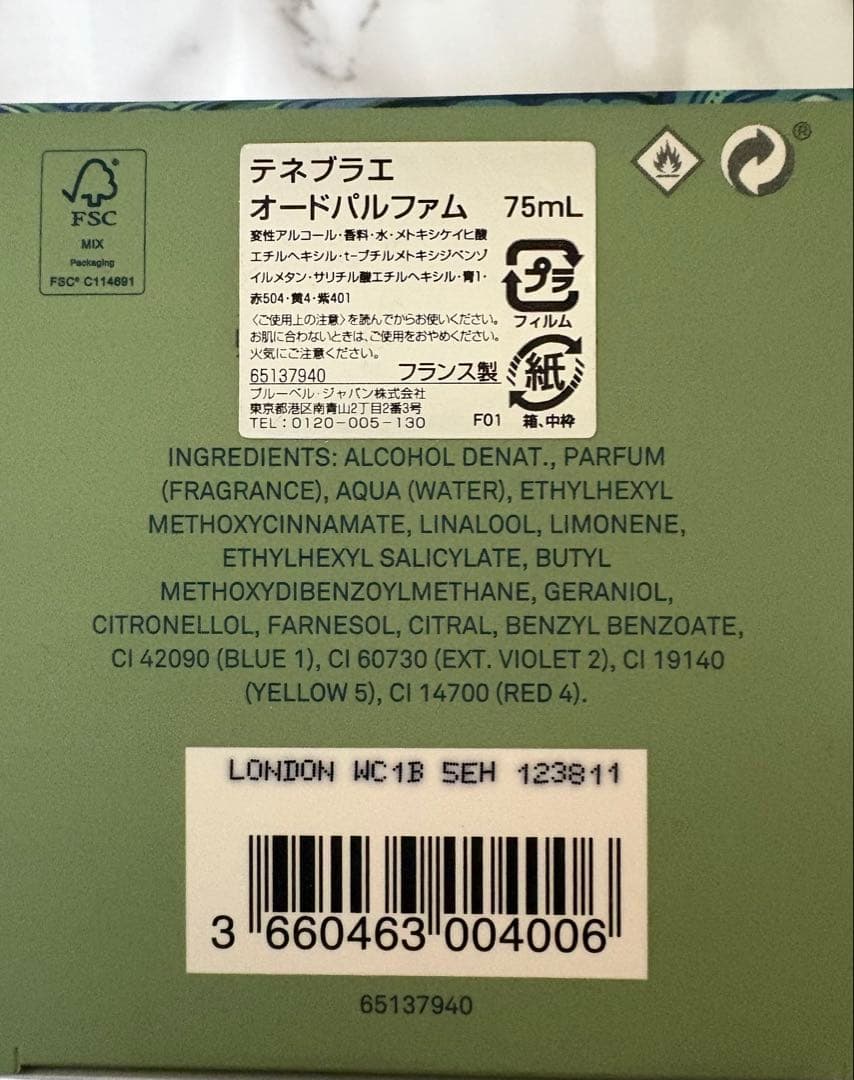 FSC
MIX
Packaging
FSC® C114691
テネブラエ
オードパルファム 75mL
変性アルコール・香料・水・メトキシケイヒ酸
エチルヘキシル・t-ブチルメトキシジベンゾ
イルメタン・サリチル酸エチルヘキシル・青1・
赤504・黄4・紫401
〈ご使用上の注意〉を読んでからお使いください。
お肌に合わないときは、ご使用をおやめください。
火気にご注意ください。
65137940 フランス製
ブルーベル・ジャパン株式会社
東京都港区南青山2丁目2番3号
TEL：0120-005-130 F01
プラ
フィルム
紙
箱、中枠
®
INGREDIENTS: ALCOHOL DENAT., PARFUM
(FRAGRANCE), AQUA (WATER), ETHYLHEXYL
METHOXYCINNAMATE, LINALOOL, LIMONENE,
ETHYLHEXYL SALICYLATE, BUTYL
METHOXYDIBENZOYLMETHANE, GERANIOL,
CITRONELLOL, FARNESOL, CITRAL, BENZYL BENZOATE,
CI 42090 (BLUE 1), CI 60730 (EXT. VIOLET 2), CI 19140
(YELLOW 5), CI 14700 (RED 4).
LONDON WC1B 5EH 123811
3 660463 004006
65137940